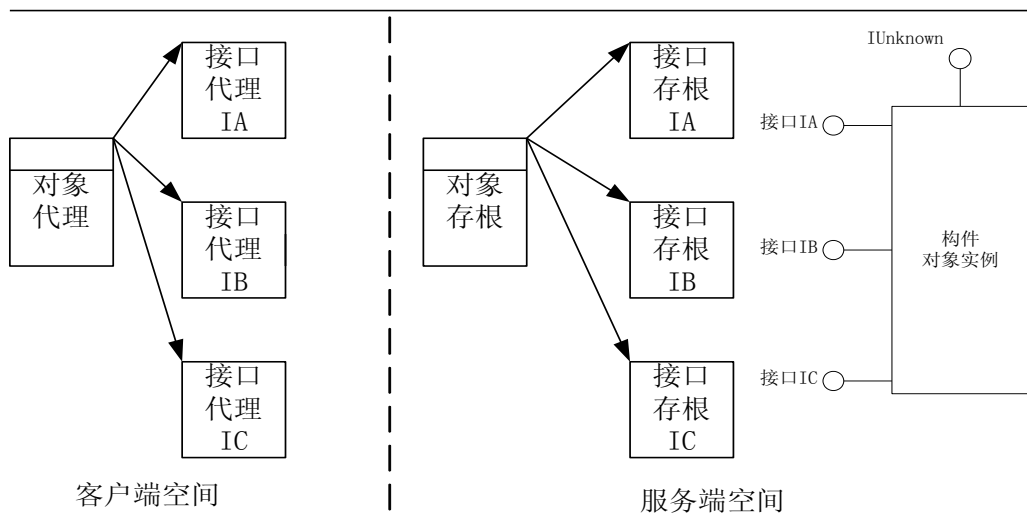 对象
代理
接口
代理
IA
接口
代理
IB
接口
代理
IC
客户端空间
对象
存根
接口
存根
IA
接口
存根
IB
接口
存根
IC
IUnknown
接口IA
接口IB
接口IC
构件
对象实例
服务端空间